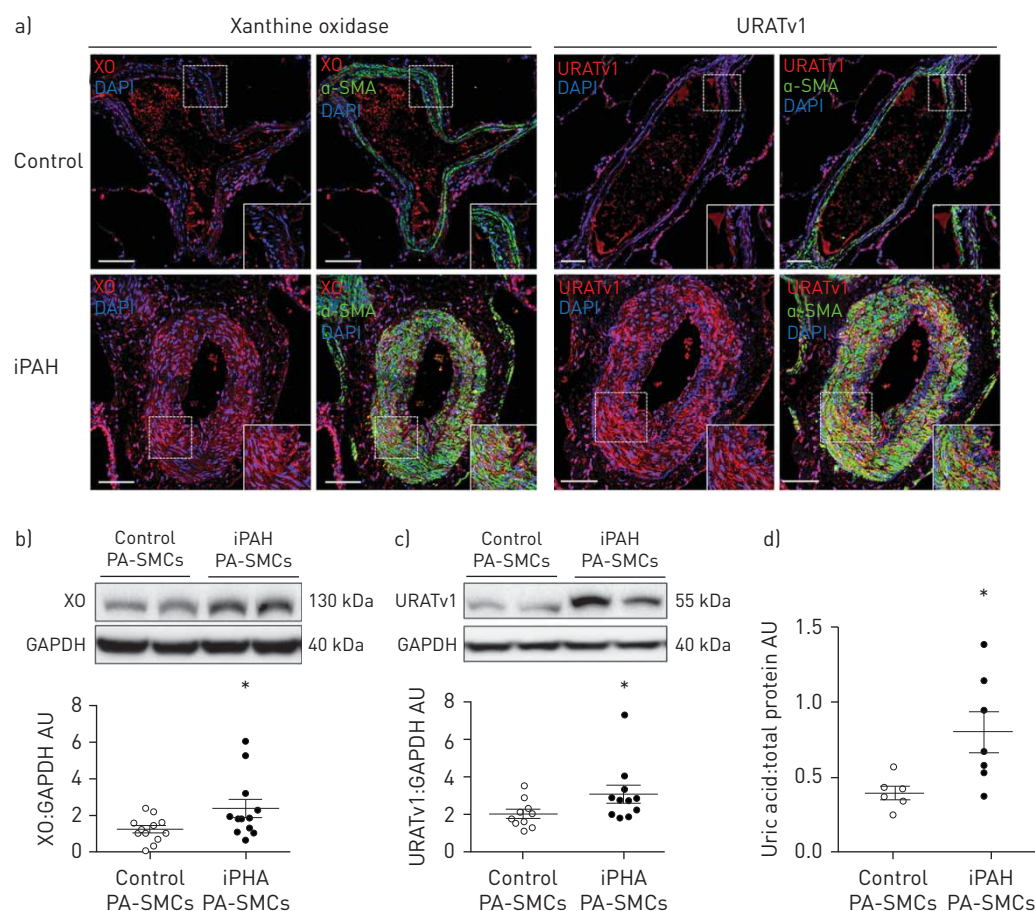 a)
Xanthine oxidase
URATv1
Control
XO
DAPI
XO
α-SMA
DAPI
URATv1
DAPI
URATv1
α-SMA
DAPI
iPAH
XO
DAPI
XO
α-SMA
DAPI
URATv1
DAPI
URATv1
α-SMA
DAPI
b)
Control
PA-SMCs
iPAH
PA-SMCs
XO
130 kDa
GAPDH
40 kDa
*
XO:GAPDH AU
8
6
4
2
0
Control
PA-SMCs
iPHA
PA-SMCs
c)
Control
PA-SMCs
iPAH
PA-SMCs
URATv1
55 kDa
GAPDH
40 kDa
*
URATv1:GAPDH AU
8
6
4
2
0
Control
PA-SMCs
iPHA
PA-SMCs
d)
*
Uric acid:total protein AU
1.5
1.0
0.5
0.0
Control
PA-SMCs
iPAH
PA-SMCs